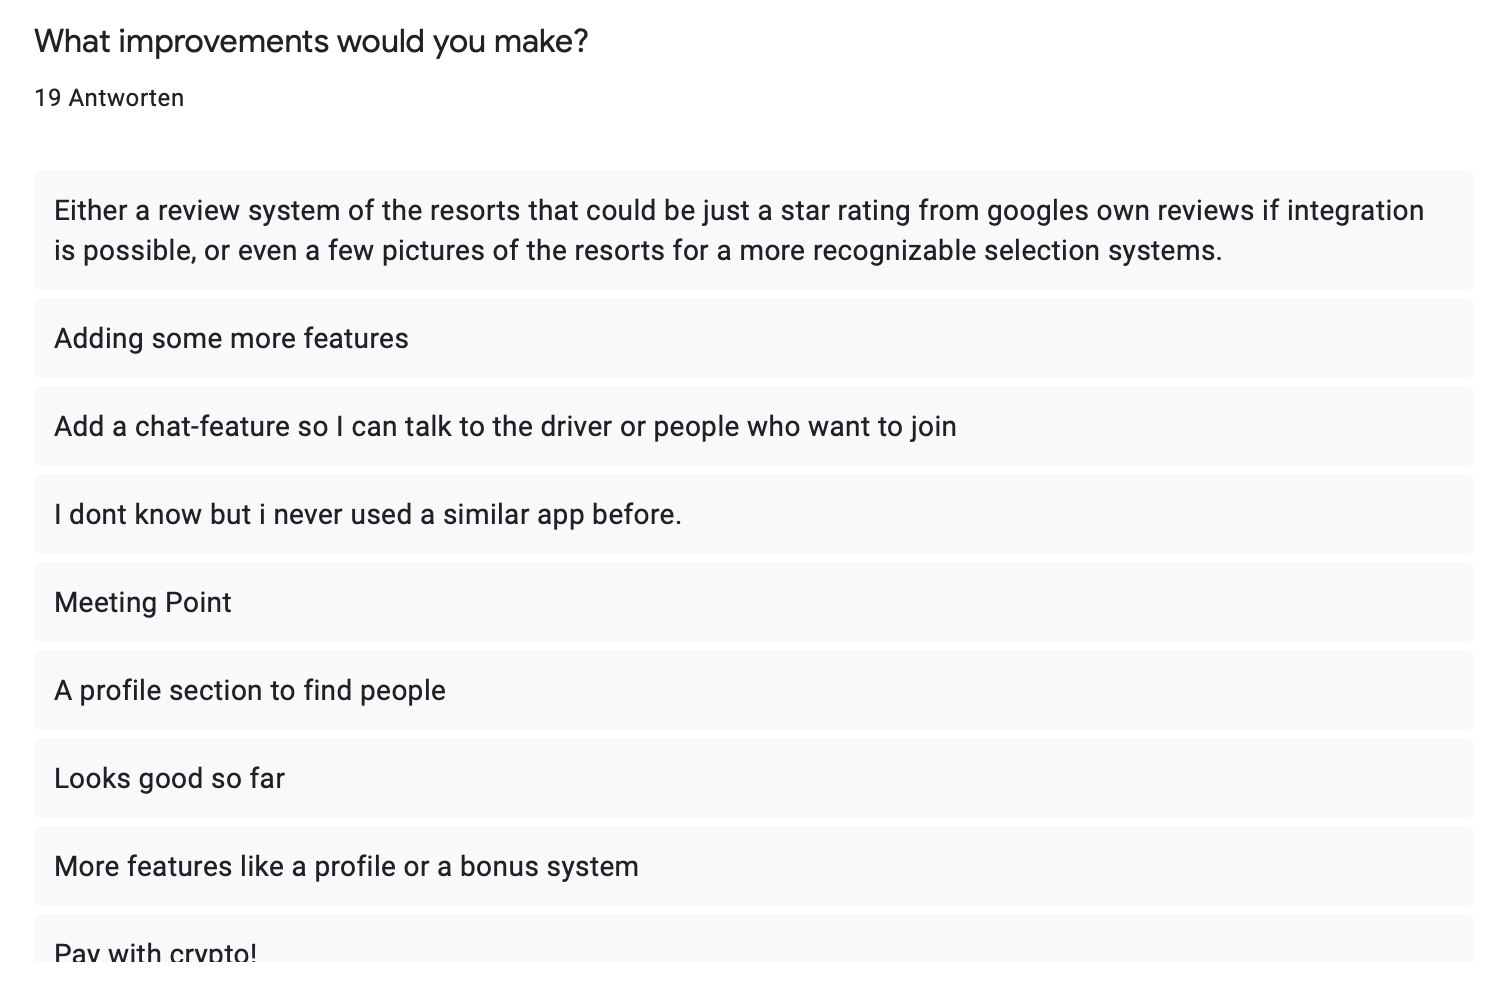 What improvements would you make?
19 Antworten
Either a review system of the resorts that could be just a star rating from googles own reviews if integration
is possible, or even a few pictures of the resorts for a more recognizable selection systems.
Adding some more features
Add a chat-feature so I can talk to the driver or people who want to join
I dont know but i never used a similar app before.
Meeting Point
A profile section to find people
Looks good so far
More features like a profile or a bonus system
Pay with crypto!